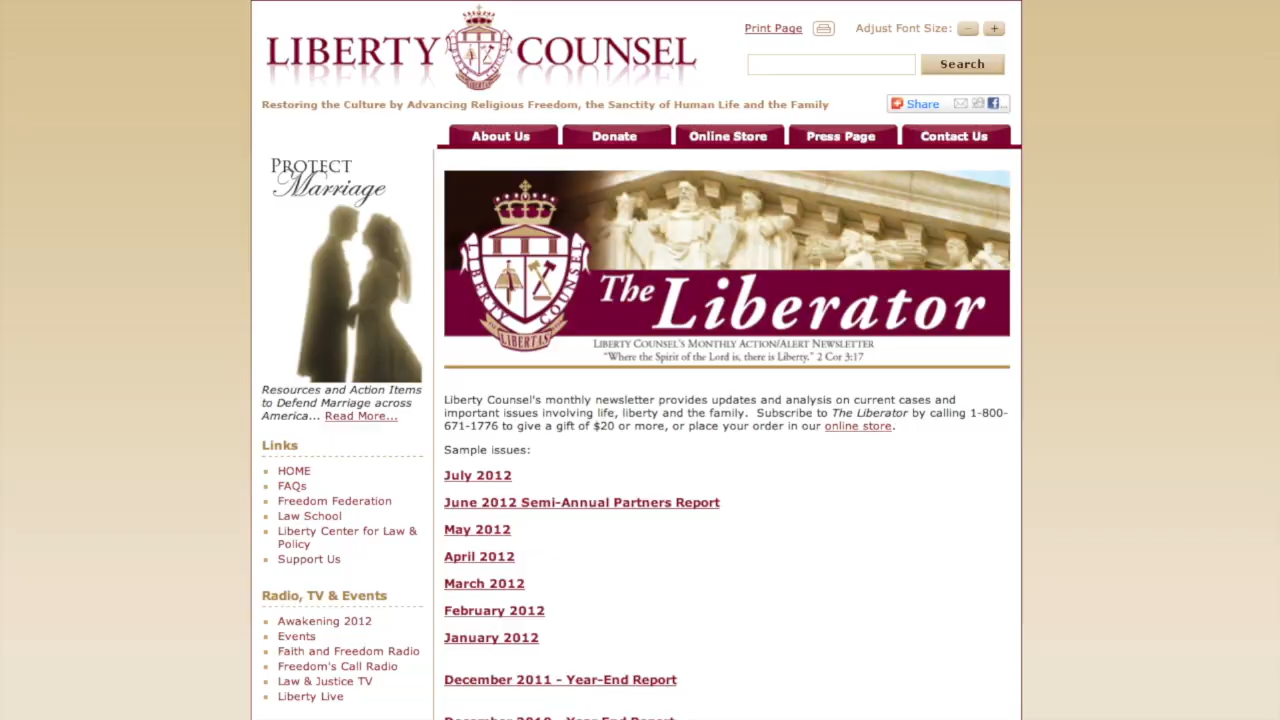 LIBERTY COUNSEL
Print Page
Adjust Font Size: - +
Search
Restoring the Culture by Advancing Religious Freedom, the Sanctity of Human Life and the Family
Share
About Us
Donate
Online Store
Press Page
Contact Us
PROTECT
Marriage
Resources and Action Items
to Defend Marriage across
America... Read More...
Links
HOME
FAQs
Freedom Federation
Law School
Liberty Center for Law &
Policy
Support Us
Radio, TV & Events
Awakening 2012
Events
Faith and Freedom Radio
Freedom's Call Radio
Law & Justice TV
Liberty Live
LIBERTY COUNSEL
LIBERTAS
The Liberator
LIBERTY COUNSEL'S MONTHLY ACTION/ALERT NEWSLETTER
"Where the Spirit of the Lord is, there is Liberty." 2 Cor 3:17
Liberty Counsel's monthly newsletter provides updates and analysis on current cases and
important issues involving life, liberty and the family. Subscribe to The Liberator by calling 1-800-
671-1776 to give a gift of $20 or more, or place your order in our online store.
Sample issues:
July 2012
June 2012 Semi-Annual Partners Report
May 2012
April 2012
March 2012
February 2012
January 2012
December 2011 - Year-End Report
December 2010 - Year End Report